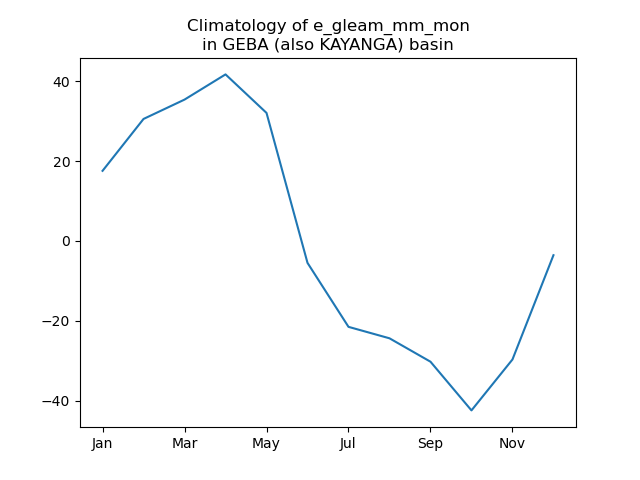 Climatology of e_gleam_mm_mon
in GEBA (also KAYANGA) basin
40
20
0
−20
−40
Jan Mar May Jul Sep Nov